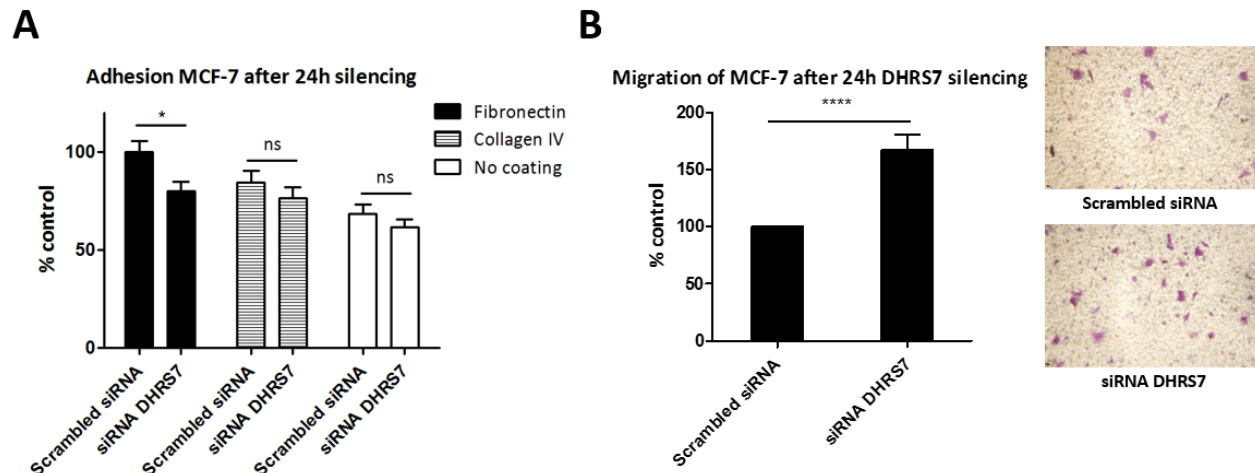 A
Adhesion MCF-7 after 24h silencing
Fibronectin
Collagen IV
No coating
*
ns
ns
100
50
0
% control
Scrambled siRNA
siRNA DHRS7
Scrambled siRNA
siRNA DHRS7
Scrambled siRNA
siRNA DHRS7
B
Migration of MCF-7 after 24h DHRS7 silencing
****
200
150
100
50
0
% control
Scrambled siRNA
siRNA DHRS7
Scrambled siRNA
siRNA DHRS7